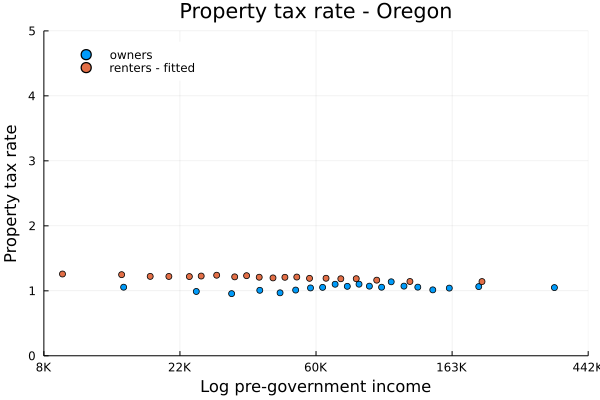 Property tax rate - Oregon
owners
renters - fitted
Property tax rate
5
4
3
2
1
0
8K 22K 60K 163K 442K
Log pre-government income